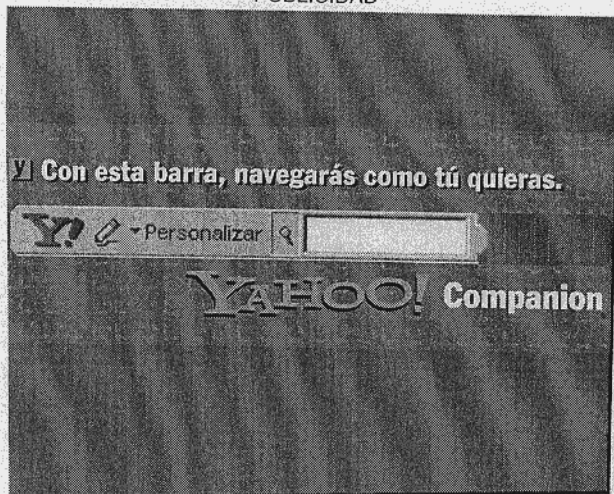 PUBLICIDAD
Con esta barra, navegarás como tú quieras.
Y! Personalizar
YAHOO! Companion